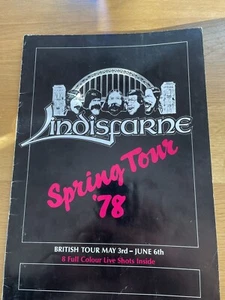 Lindisfarne
Spring Tour
'78
BRITISH TOUR MAY 3rd – JUNE 6th
8 Full Colour Live Shots Inside